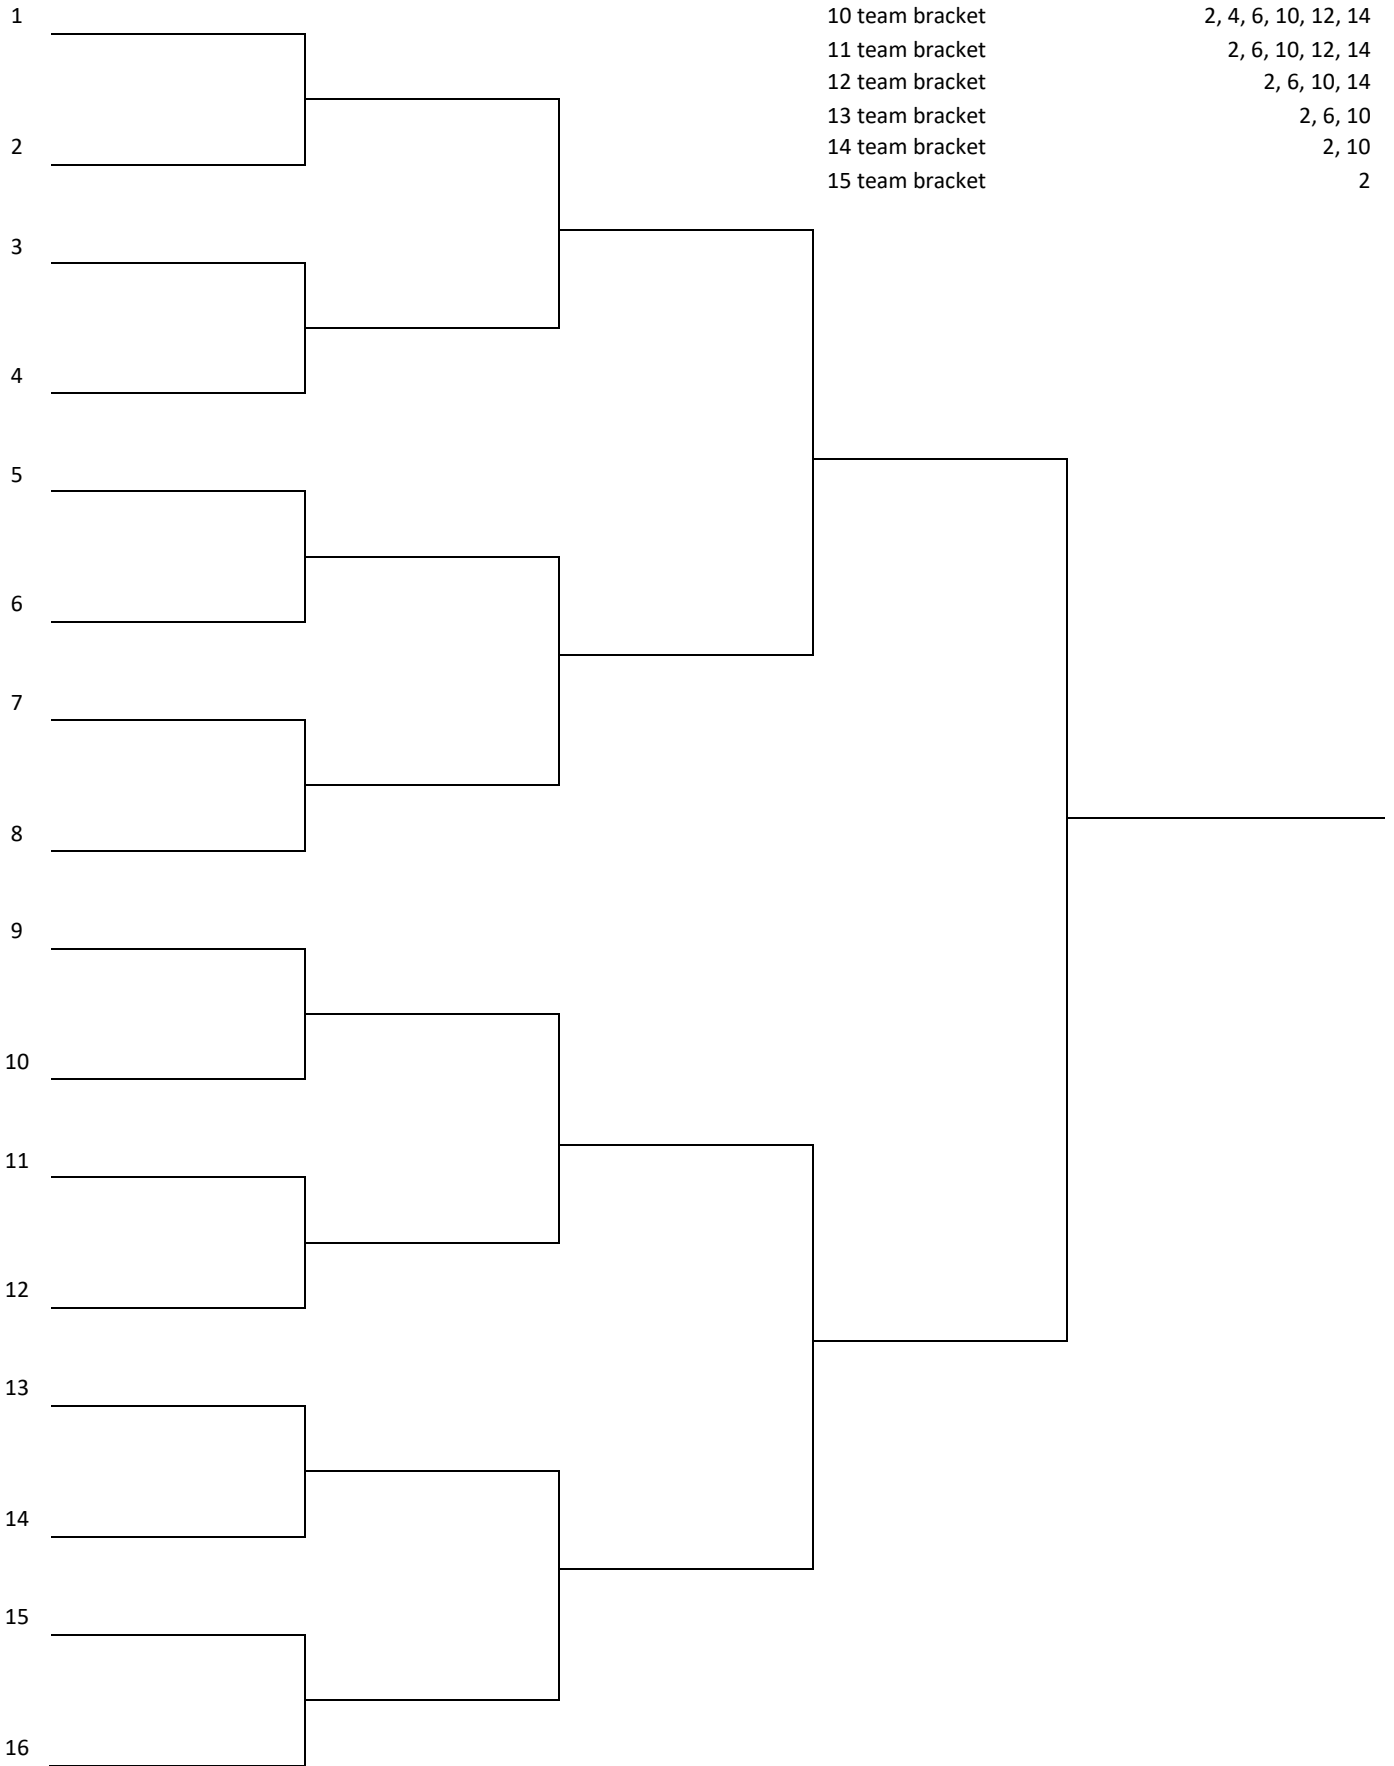 1
10 team bracket 2, 4, 6, 10, 12, 14
11 team bracket 2, 6, 10, 12, 14
12 team bracket 2, 6, 10, 14
13 team bracket 2, 6, 10
2
14 team bracket 2, 10
15 team bracket 2
3
4
5
6
7
8
9
10
11
12
13
14
15
16